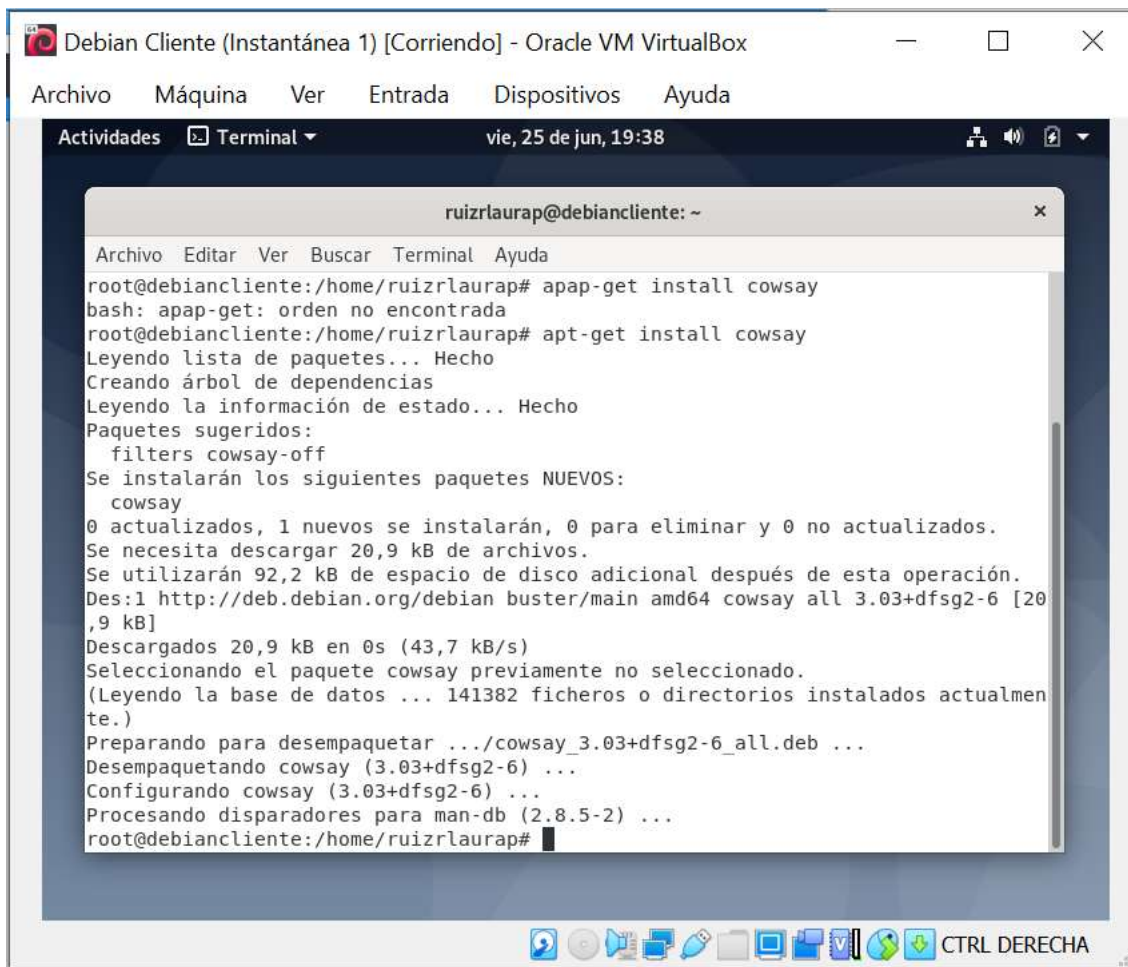 64
Debian Cliente (Instantánea 1) [Corriendo] - Oracle VM VirtualBox
Archivo Máquina Ver Entrada Dispositivos Ayuda
Actividades Terminal vie, 25 de jun, 19:38
ruizrlaurap@debiancliente: ~
Archivo Editar Ver Buscar Terminal Ayuda
root@debiancliente:/home/ruizrlaurap# apap-get install cowsay
bash: apap-get: orden no encontrada
root@debiancliente:/home/ruizrlaurap# apt-get install cowsay
Leyendo lista de paquetes... Hecho
Creando árbol de dependencias
Leyendo la información de estado... Hecho
Paquetes sugeridos:
  filters cowsay-off
Se instalarán los siguientes paquetes NUEVOS:
  cowsay
0 actualizados, 1 nuevos se instalarán, 0 para eliminar y 0 no actualizados.
Se necesita descargar 20,9 kB de archivos.
Se utilizarán 92,2 kB de espacio de disco adicional después de esta operación.
Des:1 http://deb.debian.org/debian buster/main amd64 cowsay all 3.03+dfsg2-6 [20
,9 kB]
Descargados 20,9 kB en 0s (43,7 kB/s)
Seleccionando el paquete cowsay previamente no seleccionado.
(Leyendo la base de datos ... 141382 ficheros o directorios instalados actualmen
te.)
Preparando para desempaquetar .../cowsay_3.03+dfsg2-6_all.deb ...
Desempaquetando cowsay (3.03+dfsg2-6) ...
Configurando cowsay (3.03+dfsg2-6) ...
Procesando disparadores para man-db (2.8.5-2) ...
root@debiancliente:/home/ruizrlaurap#
CTRL DERECHA